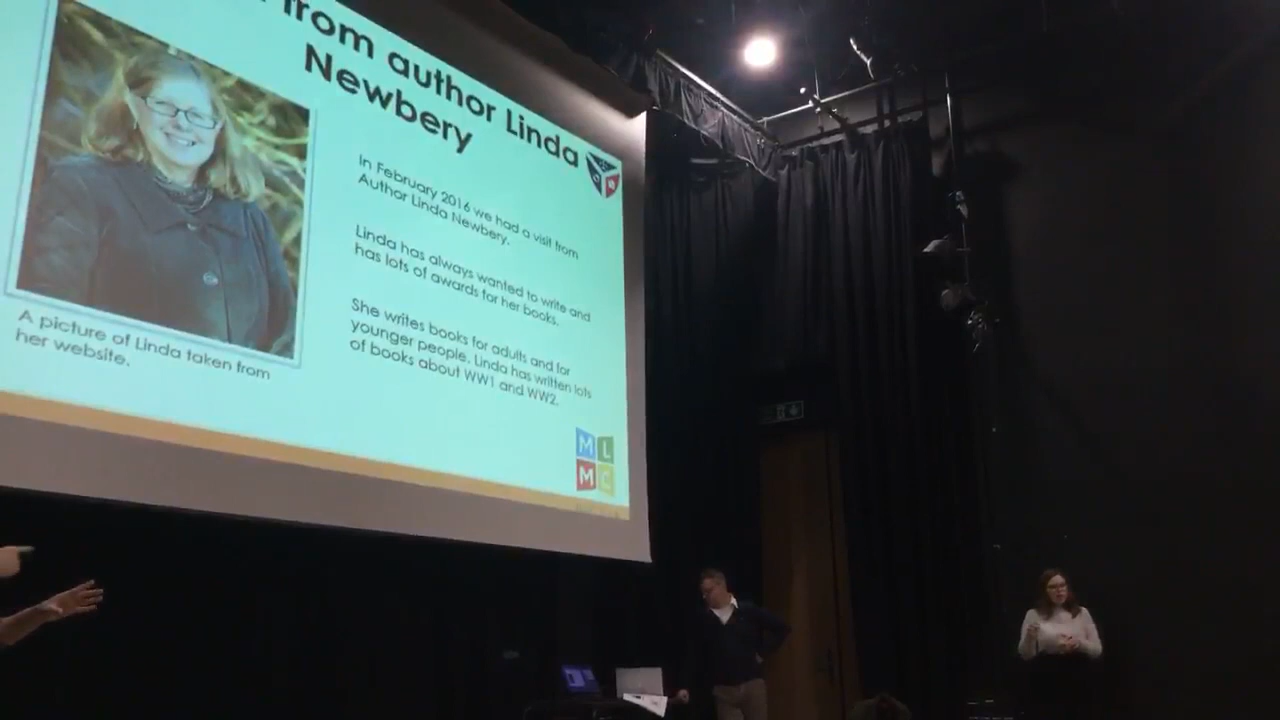 from author Linda
Newbery
In February 2016 we had a visit from
Author Linda Newbery.
Linda has always wanted to write and
has lots of awards for her books.
She writes books for adults and for
younger people. Linda has written lots
of books about WW1 and WW2.
A picture of Linda taken from
her website.
M L
M C